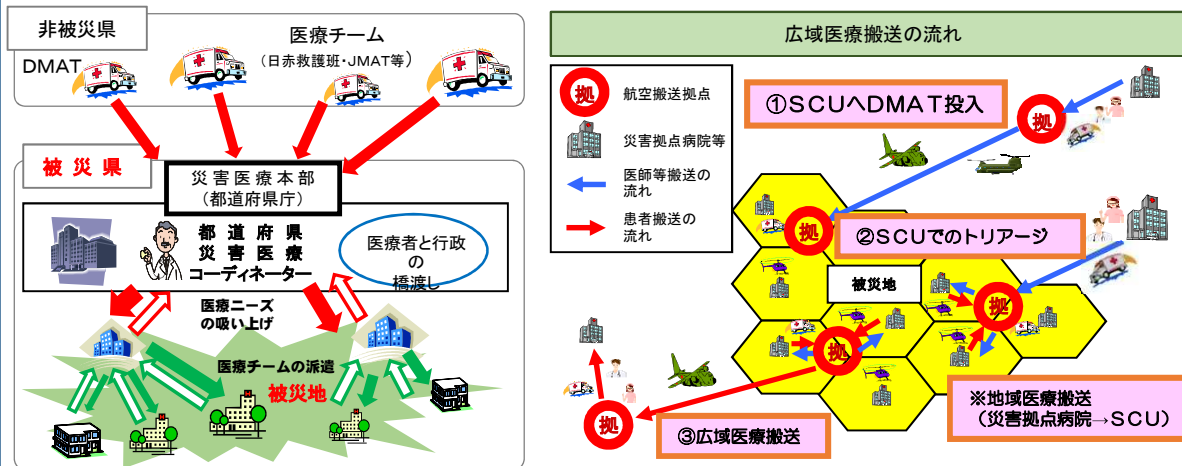 非被災県
DMAT
医療チーム
（日赤救護班・JMAT等）
被災県
災害医療本部
（都道府県庁）
都道府県
災害医療
コーディネーター
医療者と行政
の
橋渡し
医療ニーズ
の吸い上げ
医療チームの派遣
被災地
広域医療搬送の流れ
拠
航空搬送拠点
災害拠点病院等
医師等搬送の
流れ
患者搬送の
流れ
①SCUへDMAT投入
拠
拠
②SCUでのトリアージ
被災地
拠
拠
拠
③広域医療搬送
※地域医療搬送
（災害拠点病院→SCU）